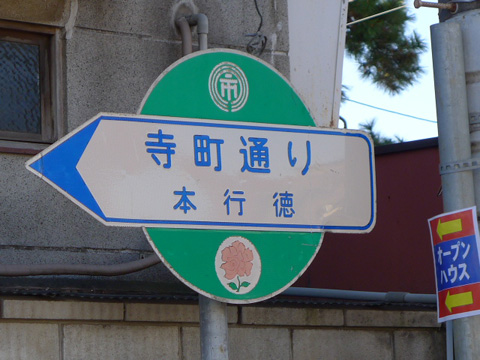 寺町通り
本行徳
オープン
ハウス